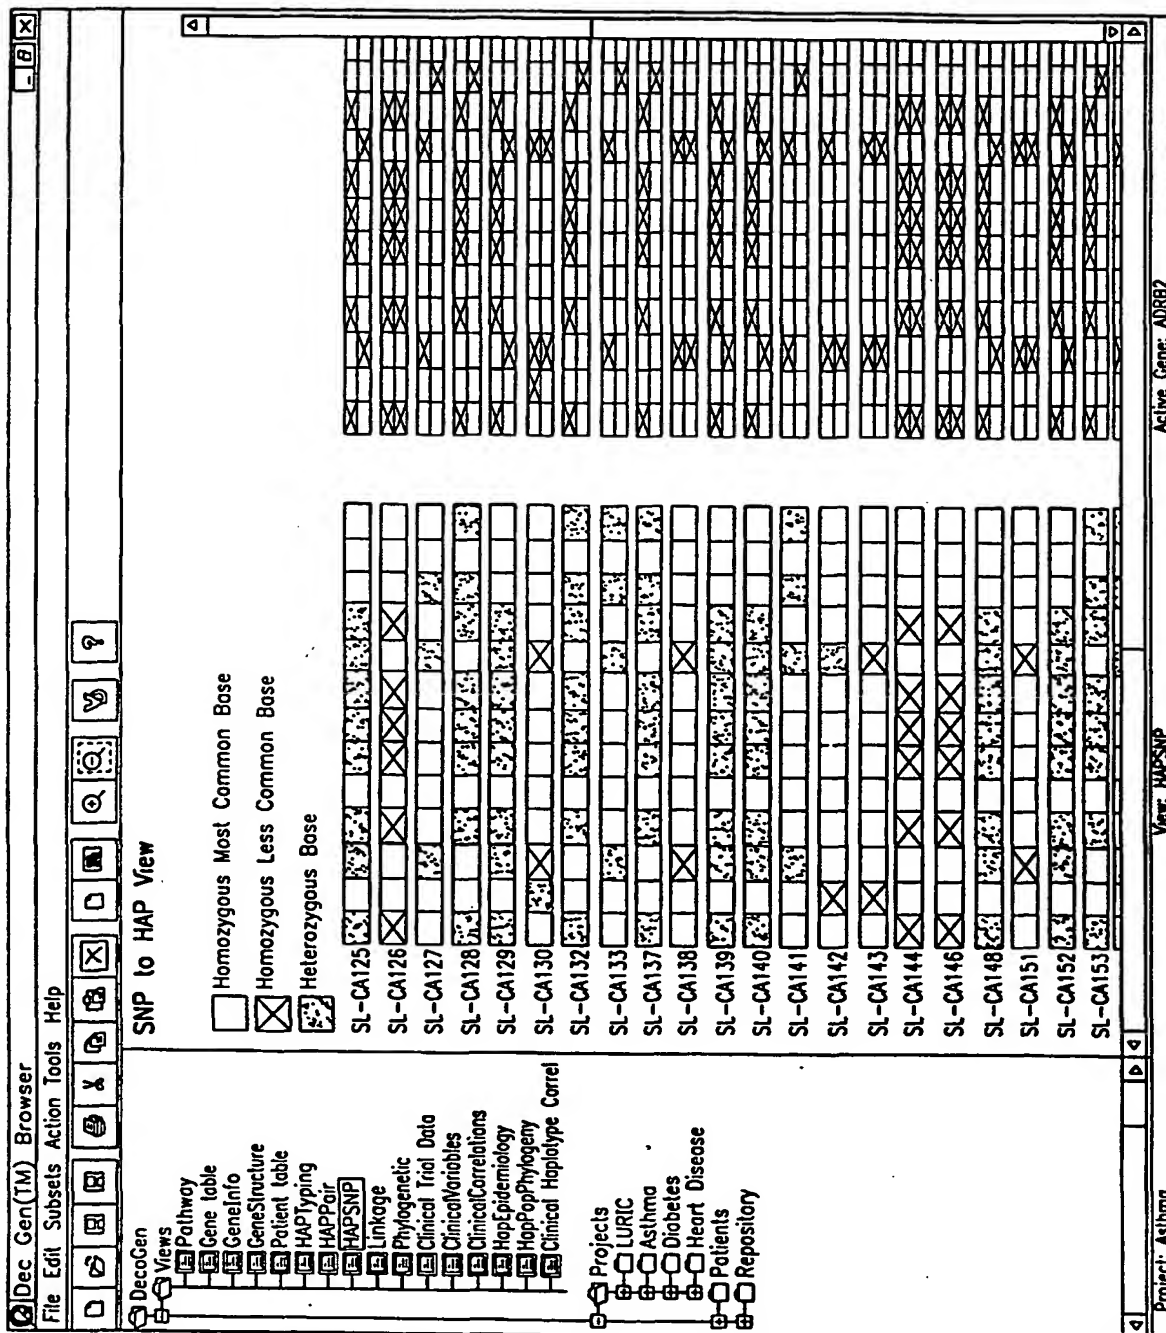 Dec Gen(TM) Browser
File Edit Subsets Action Tools Help
DecoGen
Views
Pathway
Gene table
GeneInfo
GeneStructure
Patient table
HAPTyping
HAPPair
HAPSNP
Linkage
Phylogenetic
Clinical Trial Data
ClinicalVariables
ClinicalCorrelations
HapEpidemiology
HapPopPhylogeny
Clinical Haplotype Correl
Projects
LURIC
Asthma
Diabetes
Heart Disease
Patients
Repository
SNP to HAP View
Homozygous Most Common Base
Homozygous Less Common Base
Heterozygous Base
SL-CA125
SL-CA126
SL-CA127
SL-CA128
SL-CA129
SL-CA130
SL-CA132
SL-CA133
SL-CA137
SL-CA138
SL-CA139
SL-CA140
SL-CA141
SL-CA142
SL-CA143
SL-CA144
SL-CA146
SL-CA148
SL-CA151
SL-CA152
SL-CA153
Project: Asthma
View: HAPSNP
Active Gene: ADRB2